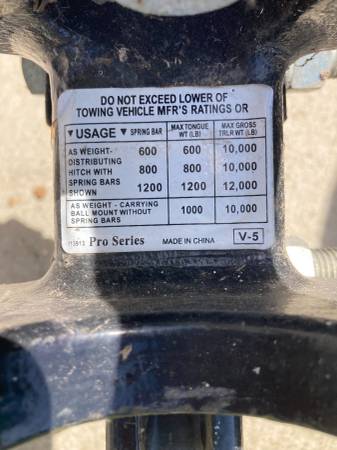 DO NOT EXCEED LOWER OF
TOWING VEHICLE MFR'S RATINGS OR
▼ USAGE ▼ SPRING BAR MAX TONGUE WT (LB) MAX GROSS TRLR WT (LB)
AS WEIGHT- 600 600 10,000
DISTRIBUTING
HITCH WITH 800 800 10,000
SPRING BARS
SHOWN 1200 1200 12,000
AS WEIGHT - CARRYING
BALL MOUNT WITHOUT 1000 10,000
SPRING BARS
Pro Series MADE IN CHINA V-5